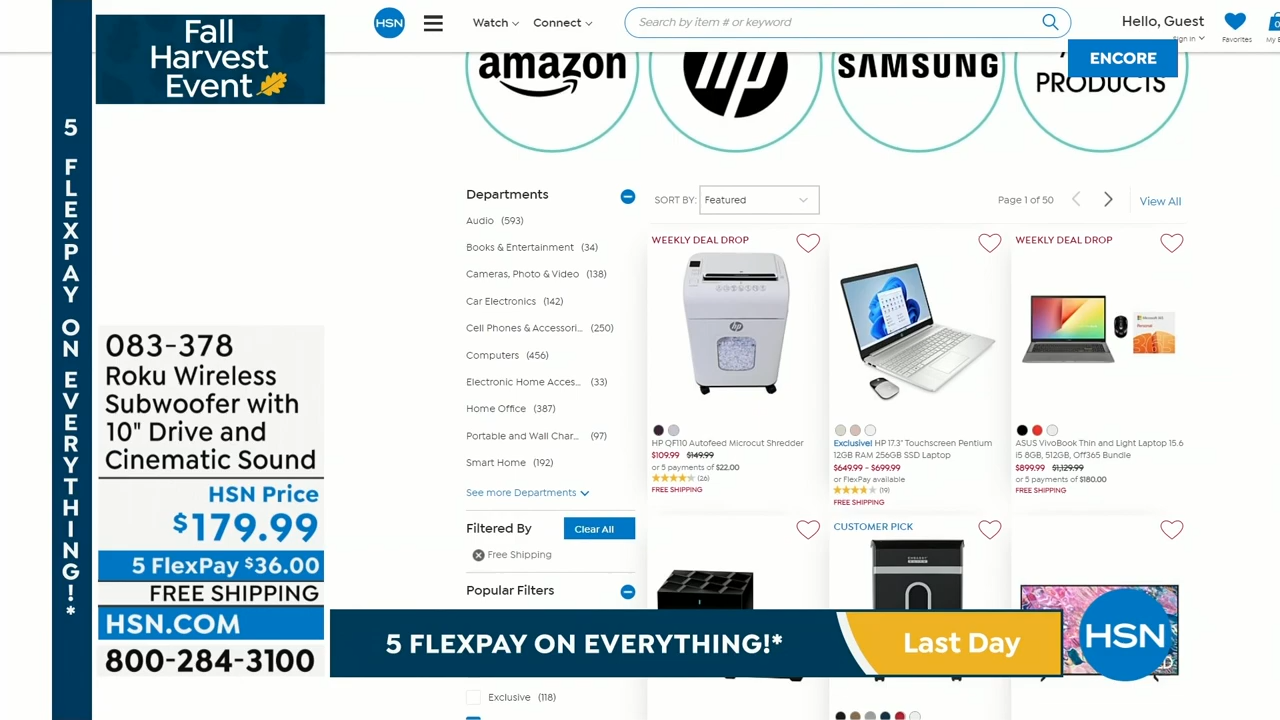 Fall
Harvest
Event
5 FLEXPAY ON EVERYTHING!*
HSN
Watch
Connect
Search by item # or keyword
Hello, Guest
Sign In
Favorites
ENCORE
amazon
hp
SAMSUNG
PRODUCTS
Departments
Audio (593)
Books & Entertainment (34)
Cameras, Photo & Video (138)
Car Electronics (142)
Cell Phones & Accessori... (250)
Computers (456)
Electronic Home Acces... (33)
Home Office (387)
Portable and Wall Char... (97)
Smart Home (192)
See more Departments
Filtered By
Clear All
Free Shipping
Popular Filters
Exclusive (118)
SORT BY:
Featured
Page 1 of 50
View All
WEEKLY DEAL DROP
HP QF110 Autofeed Microcut Shredder
$109.99 $149.99
or 5 payments of $22.00
(26)
FREE SHIPPING
Exclusive! HP 17.3" Touchscreen Pentium
12GB RAM 256GB SSD Laptop
$649.99 - $699.99
or FlexPay available
(19)
FREE SHIPPING
WEEKLY DEAL DROP
ASUS VivoBook Thin and Light Laptop 15.6
i5 8GB, 512GB, Off365 Bundle
$899.99 $1,129.99
or 5 payments of $180.00
FREE SHIPPING
CUSTOMER PICK
083-378
Roku Wireless
Subwoofer with
10" Drive and
Cinematic Sound
HSN Price
$179.99
5 FlexPay $36.00
FREE SHIPPING
HSN.COM
800-284-3100
5 FLEXPAY ON EVERYTHING!*
Last Day
HSN